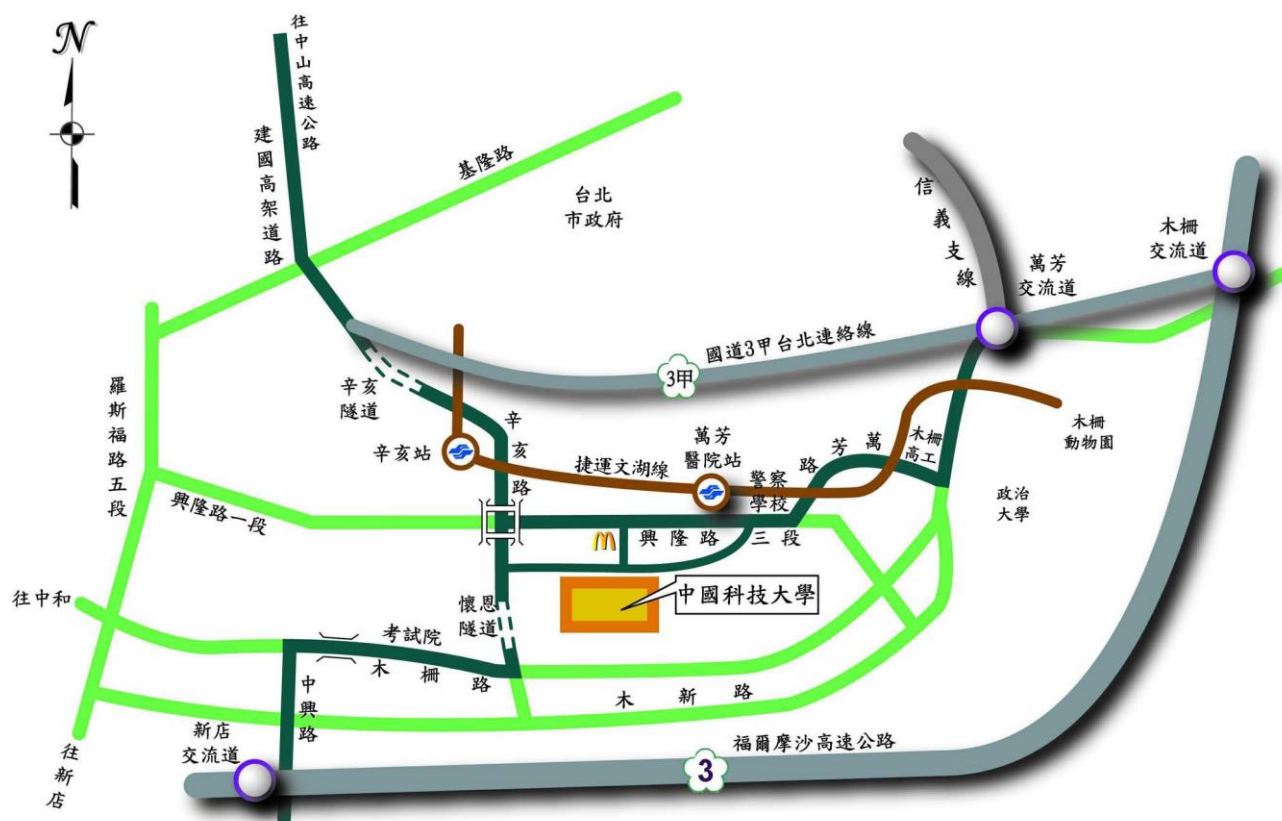 N
往中山高速公路
建國高架道路
基隆路
台北
市政府
信義支線
木柵
交流道
萬芳
交流道
國道3甲台北連絡線
3甲
羅斯福路五段
辛亥
隧道
辛亥路
辛亥站
捷運文湖線
萬芳
醫院站
警察
學校
萬芳路
木柵
高工
木柵
動物園
政治
大學
興隆路一段
興隆路三段
中國科技大學
往中和
懷恩
隧道
考試院
木柵路
中興路
木新路
新店
交流道
往新店
福爾摩沙高速公路
3